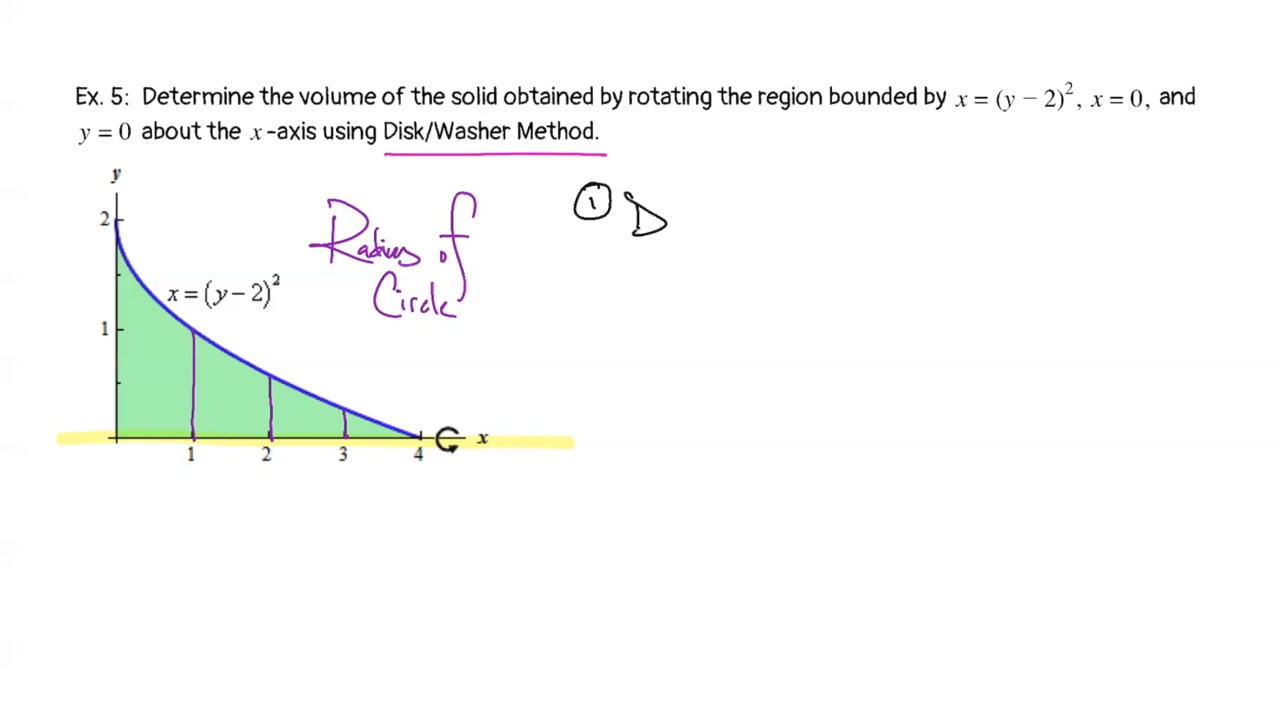 Ex. 5: Determine the volume of the solid obtained by rotating the region bounded by x = (y − 2)², x = 0, and
y = 0 about the x-axis using Disk/Washer Method.
y
2
Radius of
Circle
① D
x = (y − 2)²
1
x
1 2 3 4